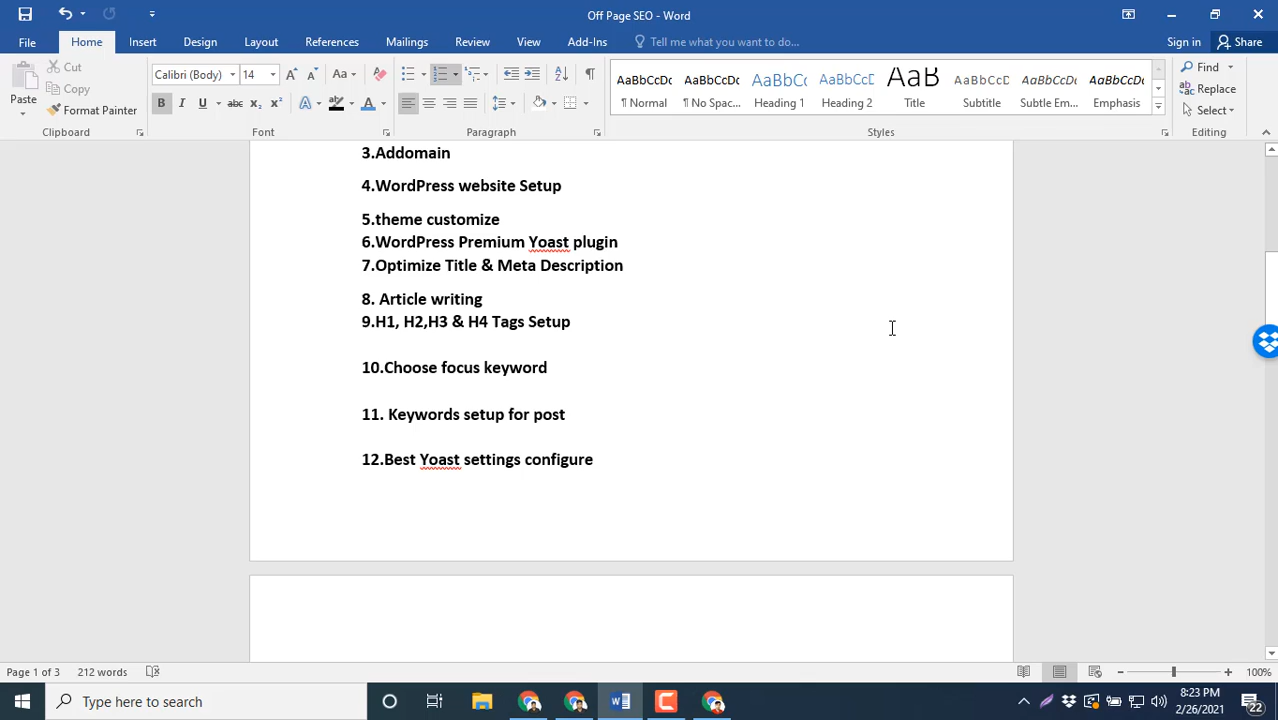 Off Page SEO - Word
File
Home
Insert
Design
Layout
References
Mailings
Review
View
Add-Ins
Tell me what you want to do...
Sign in
Share
Paste
Cut
Copy
Format Painter
Clipboard
Calibri (Body)
14
Font
Paragraph
AaBbCcDc
¶ Normal
AaBbCcDc
¶ No Spac...
AaBbCc
Heading 1
AaBbCcC
Heading 2
AaB
Title
AaBbCcD
Subtitle
AaBbCcDc
Subtle Em...
AaBbCcDc
Emphasis
Styles
Find
Replace
Select
Editing
3.Addomain
4.WordPress website Setup
5.theme customize
6.WordPress Premium Yoast plugin
7.Optimize Title & Meta Description
8. Article writing
9.H1, H2,H3 & H4 Tags Setup
10.Choose focus keyword
11. Keywords setup for post
12.Best Yoast settings configure
Page 1 of 3
212 words
100%
Type here to search
8:23 PM
2/26/2021
22